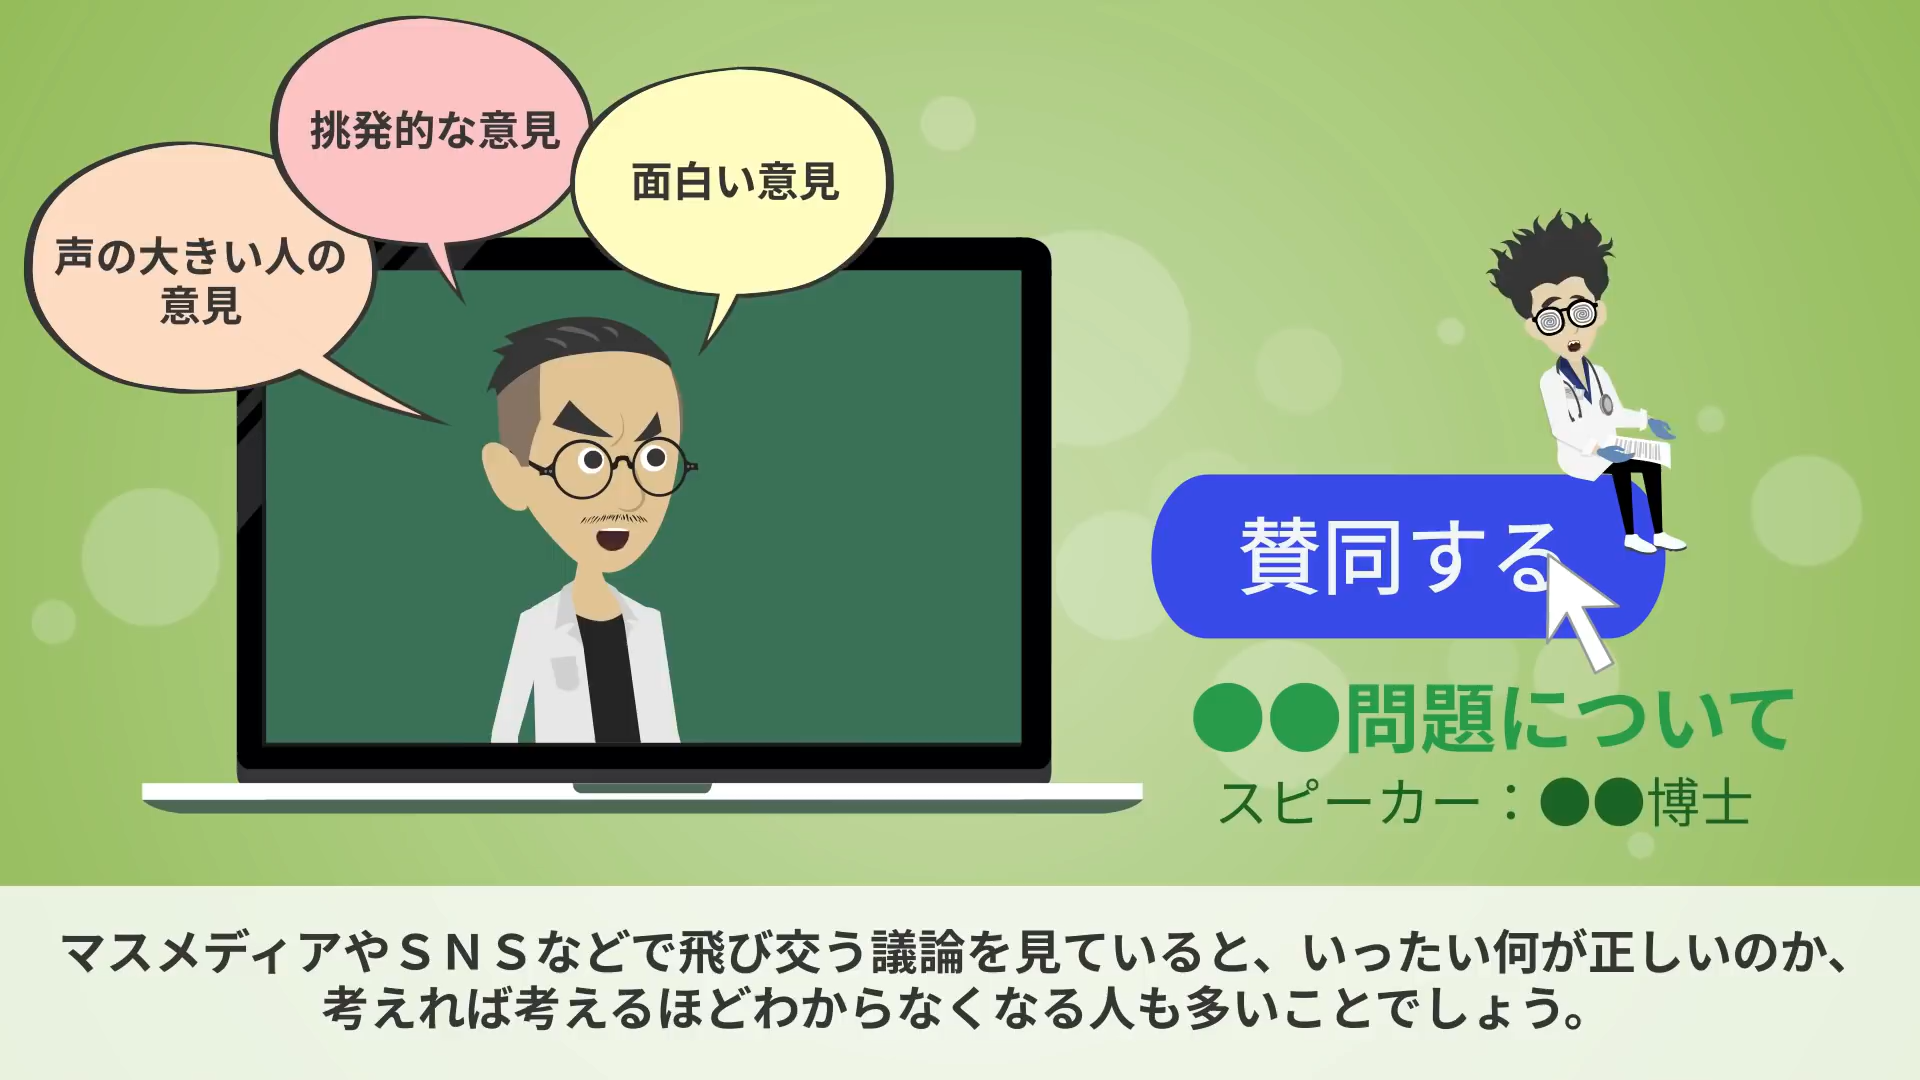 挑発的な意見
面白い意見
声の大きい人の
意見
賛同する
●●問題について
スピーカー：●●博士
マスメディアやＳＮＳなどで飛び交う議論を見ていると、いったい何が正しいのか、
考えれば考えるほどわからなくなる人も多いことでしょう。